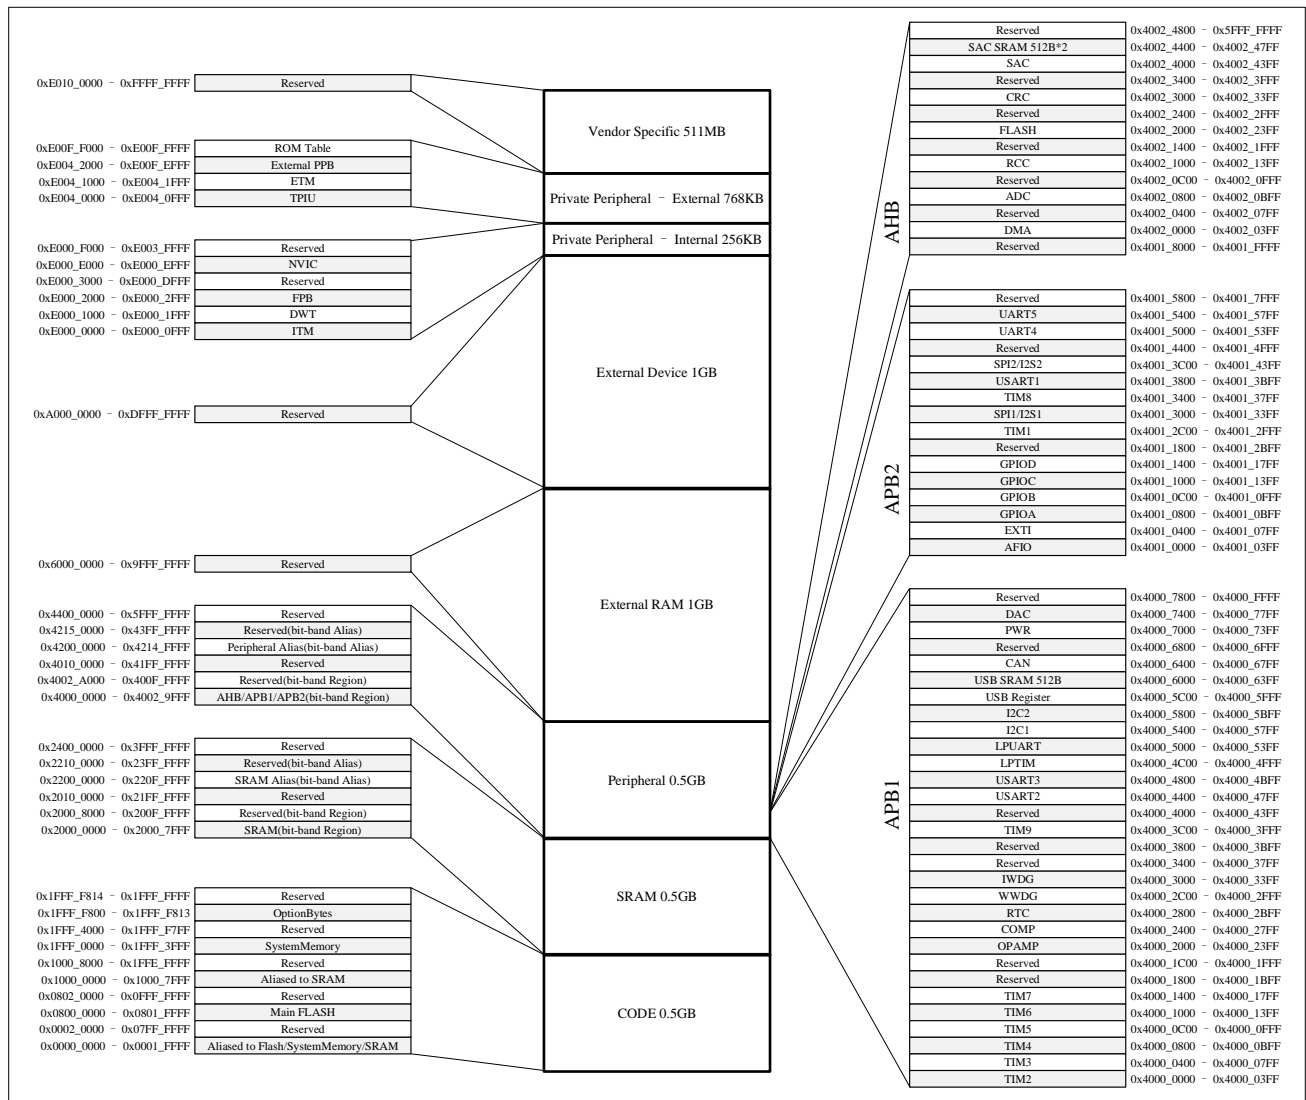 0xE010_0000 - 0xFFFF_FFFF Reserved
0xE00F_F000 - 0xE00F_FFFF ROM Table
0xE004_2000 - 0xE00F_EFFF External PPB
0xE004_1000 - 0xE004_1FFF ETM
0xE004_0000 - 0xE004_0FFF TPIU
0xE000_F000 - 0xE003_FFFF Reserved
0xE000_E000 - 0xE000_EFFF NVIC
0xE000_3000 - 0xE000_DFFF Reserved
0xE000_2000 - 0xE000_2FFF FPB
0xE000_1000 - 0xE000_1FFF DWT
0xE000_0000 - 0xE000_0FFF ITM
0xA000_0000 - 0xDFFF_FFFF Reserved
0x6000_0000 - 0x9FFF_FFFF Reserved
0x4400_0000 - 0x5FFF_FFFF Reserved
0x4215_0000 - 0x43FF_FFFF Reserved(bit-band Alias)
0x4200_0000 - 0x4214_FFFF Peripheral Alias(bit-band Alias)
0x4010_0000 - 0x41FF_FFFF Reserved
0x4002_A000 - 0x400F_FFFF Reserved(bit-band Region)
0x4000_0000 - 0x4002_9FFF AHB/APB1/APB2(bit-band Region)
0x2400_0000 - 0x3FFF_FFFF Reserved
0x2210_0000 - 0x23FF_FFFF Reserved(bit-band Alias)
0x2200_0000 - 0x220F_FFFF SRAM Alias(bit-band Alias)
0x2010_0000 - 0x21FF_FFFF Reserved
0x2000_8000 - 0x200F_FFFF Reserved(bit-band Region)
0x2000_0000 - 0x2000_7FFF SRAM(bit-band Region)
0x1FFF_F814 - 0x1FFF_FFFF Reserved
0x1FFF_F800 - 0x1FFF_F813 OptionBytes
0x1FFF_4000 - 0x1FFF_F7FF Reserved
0x1FFF_0000 - 0x1FFF_3FFF SystemMemory
0x1000_8000 - 0x1FFE_FFFF Reserved
0x1000_0000 - 0x1000_7FFF Aliased to SRAM
0x0802_0000 - 0x0FFF_FFFF Reserved
0x0800_0000 - 0x0801_FFFF Main FLASH
0x0002_0000 - 0x07FF_FFFF Reserved
0x0000_0000 - 0x0001_FFFF Aliased to Flash/SystemMemory/SRAM
Vendor Specific 511MB
Private Peripheral - External 768KB
Private Peripheral - Internal 256KB
External Device 1GB
External RAM 1GB
Peripheral 0.5GB
SRAM 0.5GB
CODE 0.5GB
AHB
Reserved 0x4002_4800 - 0x5FFF_FFFF
SAC SRAM 512B*2 0x4002_4400 - 0x4002_47FF
SAC 0x4002_4000 - 0x4002_43FF
Reserved 0x4002_3400 - 0x4002_3FFF
CRC 0x4002_3000 - 0x4002_33FF
Reserved 0x4002_2400 - 0x4002_2FFF
FLASH 0x4002_2000 - 0x4002_23FF
Reserved 0x4002_1400 - 0x4002_1FFF
RCC 0x4002_1000 - 0x4002_13FF
Reserved 0x4002_0C00 - 0x4002_0FFF
ADC 0x4002_0800 - 0x4002_0BFF
Reserved 0x4002_0400 - 0x4002_07FF
DMA 0x4002_0000 - 0x4002_03FF
Reserved 0x4001_8000 - 0x4001_FFFF
APB2
Reserved 0x4001_5800 - 0x4001_7FFF
UART5 0x4001_5400 - 0x4001_57FF
UART4 0x4001_5000 - 0x4001_53FF
Reserved 0x4001_4400 - 0x4001_4FFF
SPI2/I2S2 0x4001_3C00 - 0x4001_43FF
USART1 0x4001_3800 - 0x4001_3BFF
TIM8 0x4001_3400 - 0x4001_37FF
SPI1/I2S1 0x4001_3000 - 0x4001_33FF
TIM1 0x4001_2C00 - 0x4001_2FFF
Reserved 0x4001_1800 - 0x4001_2BFF
GPIOD 0x4001_1400 - 0x4001_17FF
GPIOC 0x4001_1000 - 0x4001_13FF
GPIOB 0x4001_0C00 - 0x4001_0FFF
GPIOA 0x4001_0800 - 0x4001_0BFF
EXTI 0x4001_0400 - 0x4001_07FF
AFIO 0x4001_0000 - 0x4001_03FF
APB1
Reserved 0x4000_7800 - 0x4000_FFFF
DAC 0x4000_7400 - 0x4000_77FF
PWR 0x4000_7000 - 0x4000_73FF
Reserved 0x4000_6800 - 0x4000_6FFF
CAN 0x4000_6400 - 0x4000_67FF
USB SRAM 512B 0x4000_6000 - 0x4000_63FF
USB Register 0x4000_5C00 - 0x4000_5FFF
I2C2 0x4000_5800 - 0x4000_5BFF
I2C1 0x4000_5400 - 0x4000_57FF
LPUART 0x4000_5000 - 0x4000_53FF
LPTIM 0x4000_4C00 - 0x4000_4FFF
USART3 0x4000_4800 - 0x4000_4BFF
USART2 0x4000_4400 - 0x4000_47FF
Reserved 0x4000_4000 - 0x4000_43FF
TIM9 0x4000_3C00 - 0x4000_3FFF
Reserved 0x4000_3800 - 0x4000_3BFF
Reserved 0x4000_3400 - 0x4000_37FF
IWDG 0x4000_3000 - 0x4000_33FF
WWDG 0x4000_2C00 - 0x4000_2FFF
RTC 0x4000_2800 - 0x4000_2BFF
COMP 0x4000_2400 - 0x4000_27FF
OPAMP 0x4000_2000 - 0x4000_23FF
Reserved 0x4000_1C00 - 0x4000_1FFF
Reserved 0x4000_1800 - 0x4000_1BFF
TIM7 0x4000_1400 - 0x4000_17FF
TIM6 0x4000_1000 - 0x4000_13FF
TIM5 0x4000_0C00 - 0x4000_0FFF
TIM4 0x4000_0800 - 0x4000_0BFF
TIM3 0x4000_0400 - 0x4000_07FF
TIM2 0x4000_0000 - 0x4000_03FF